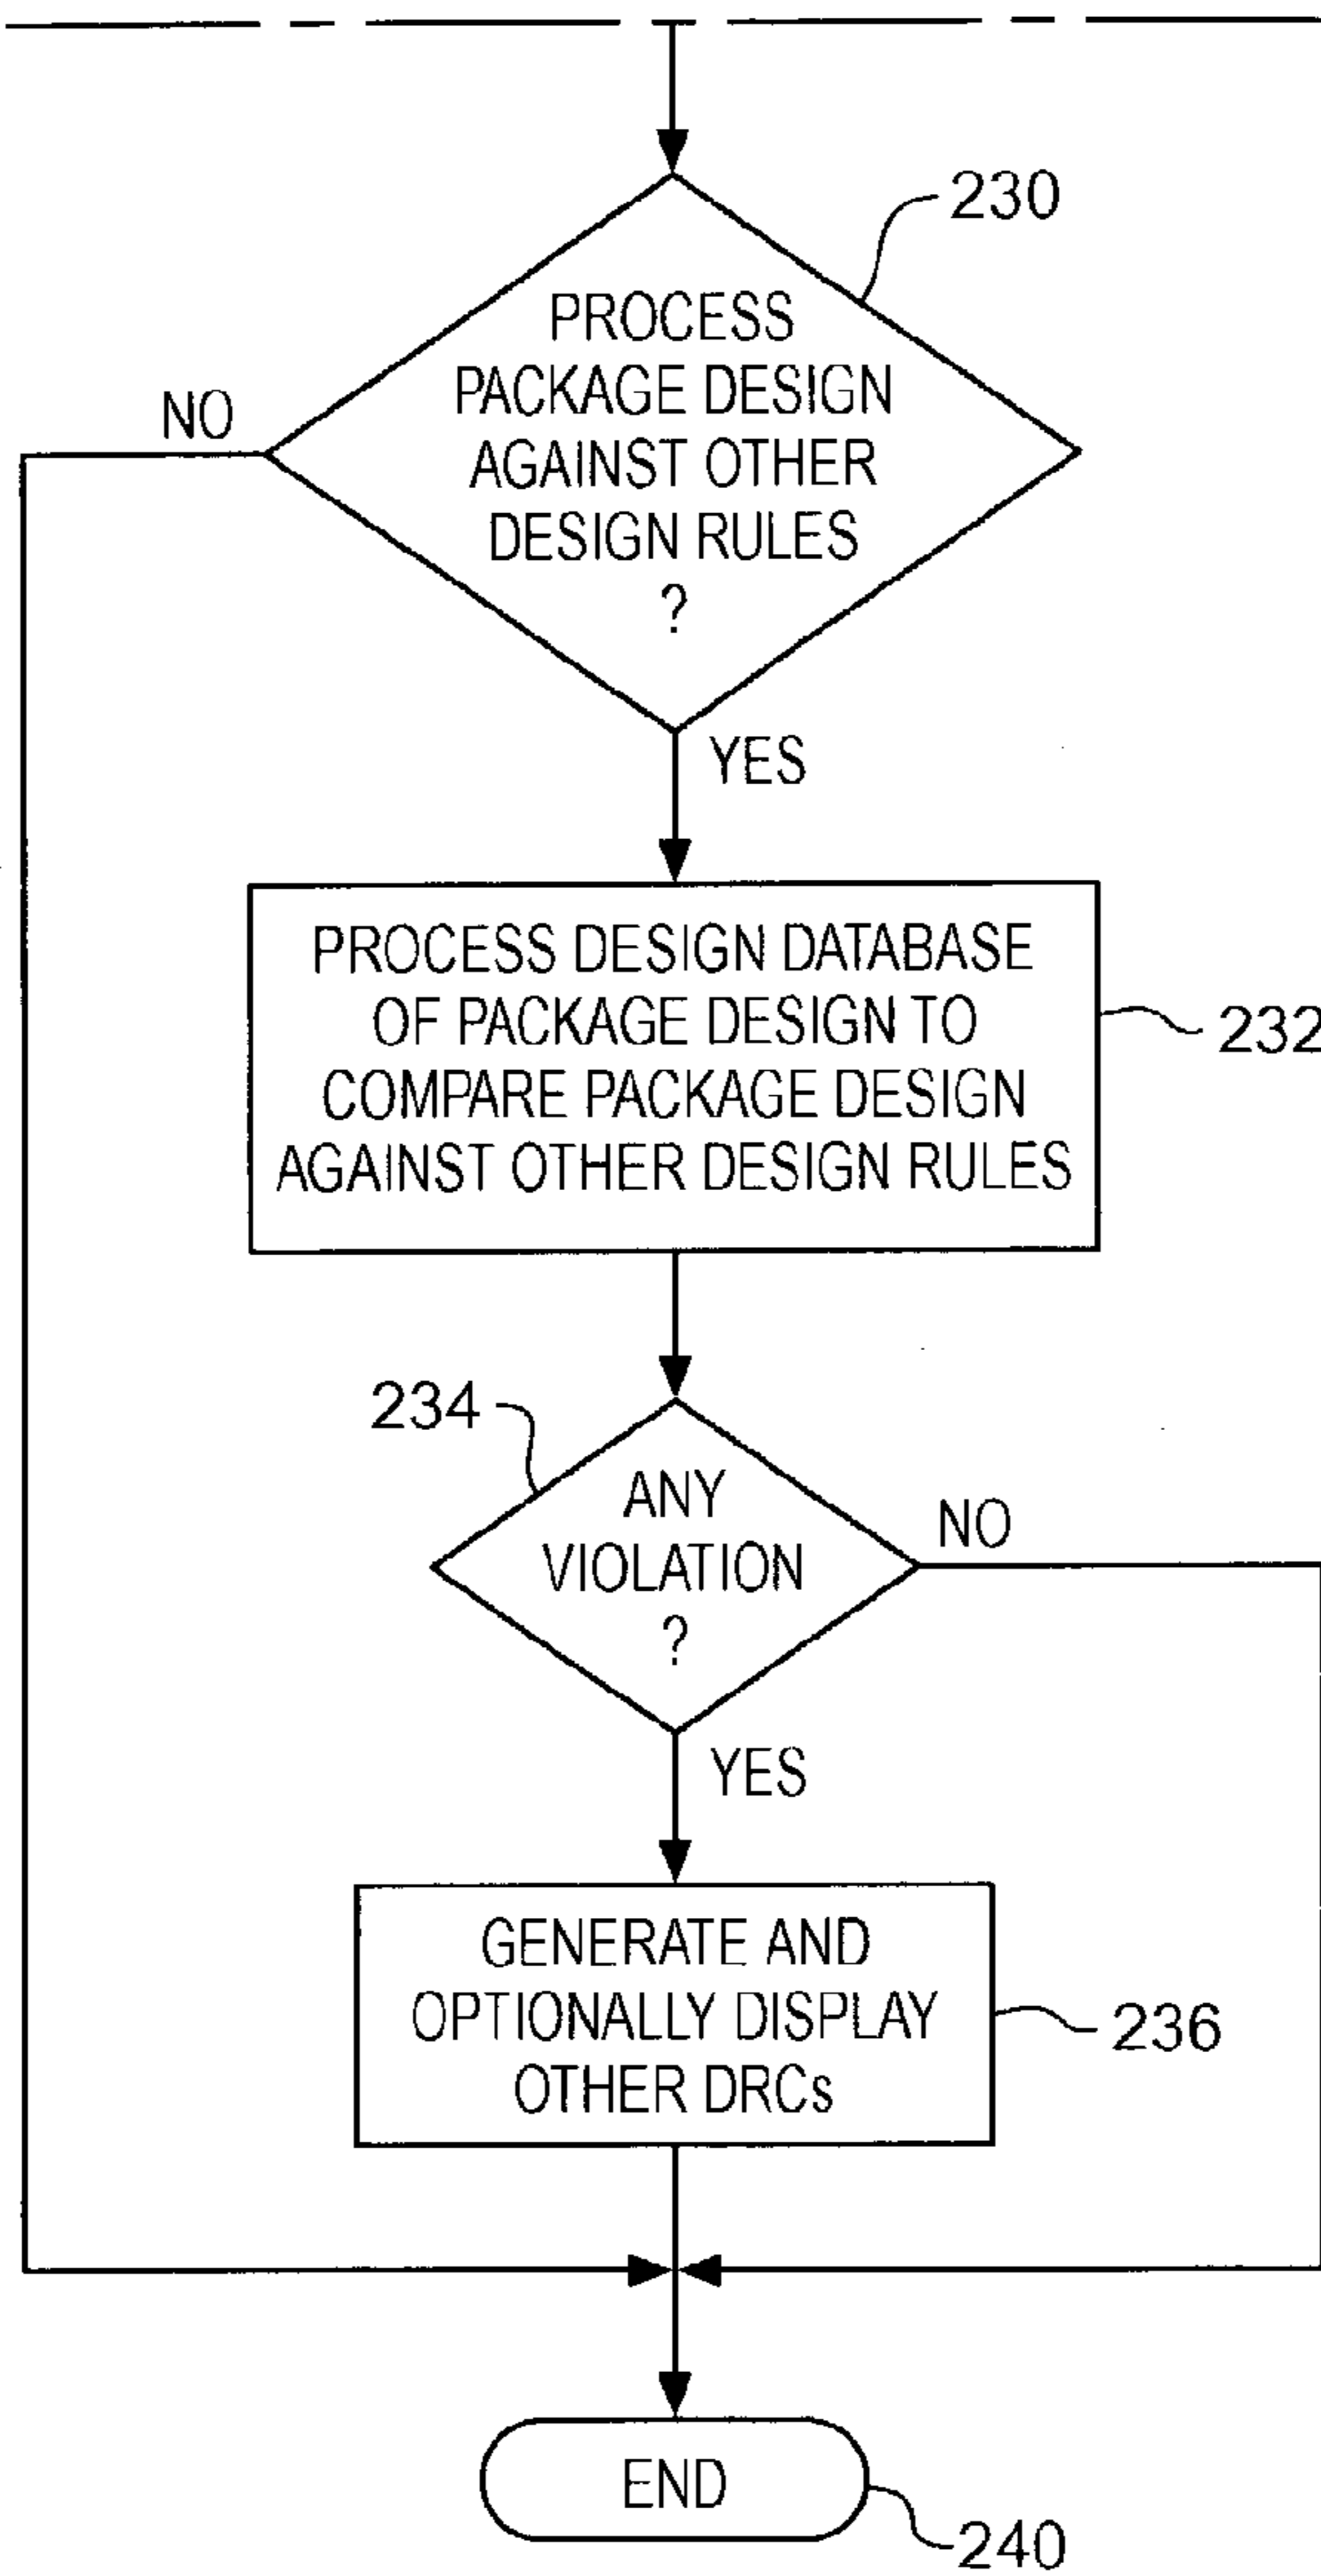 230
PROCESS
PACKAGE DESIGN
AGAINST OTHER
DESIGN RULES
?
NO
YES
PROCESS DESIGN DATABASE
OF PACKAGE DESIGN TO
COMPARE PACKAGE DESIGN
AGAINST OTHER DESIGN RULES
232
234
ANY
VIOLATION
?
NO
YES
GENERATE AND
OPTIONALLY DISPLAY
OTHER DRCs
236
END
240